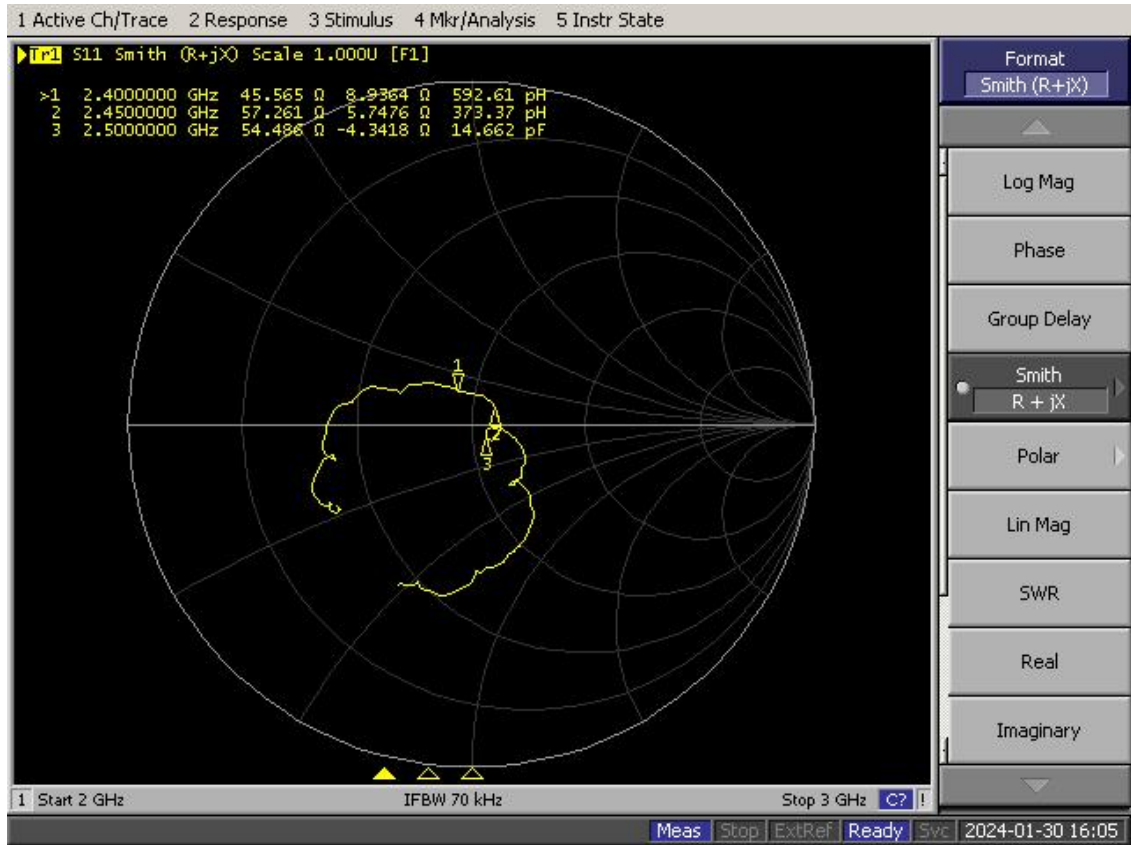 1 Active Ch/Trace 2 Response 3 Stimulus 4 Mkr/Analysis 5 Instr State
Tr1 S11 Smith (R+jX) Scale 1.000U [F1]
>1 2.4000000 GHz 45.565 Ω 8.9364 Ω 592.61 pH
2 2.4500000 GHz 57.261 Ω 5.7476 Ω 373.37 pH
3 2.5000000 GHz 54.486 Ω -4.3418 Ω 14.662 pF
1
2
3
Format
Smith (R+jX)
Log Mag
Phase
Group Delay
Smith
R + jX
Polar
Lin Mag
SWR
Real
Imaginary
1 Start 2 GHz IFBW 70 kHz Stop 3 GHz C? !
Meas Stop ExtRef Ready Svc 2024-01-30 16:05